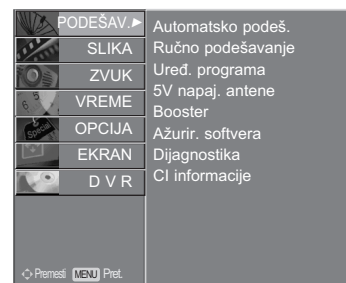 PODEŠAV.
SLIKA
ZVUK
VREME
OPCIJA
EKRAN
D V R
Automatsko podeš.
Ručno podešavanje
Uređ. programa
5V napaj. antene
Booster
Ažurir. softvera
Dijagnostika
CI informacije
Premesti MENU Pret.